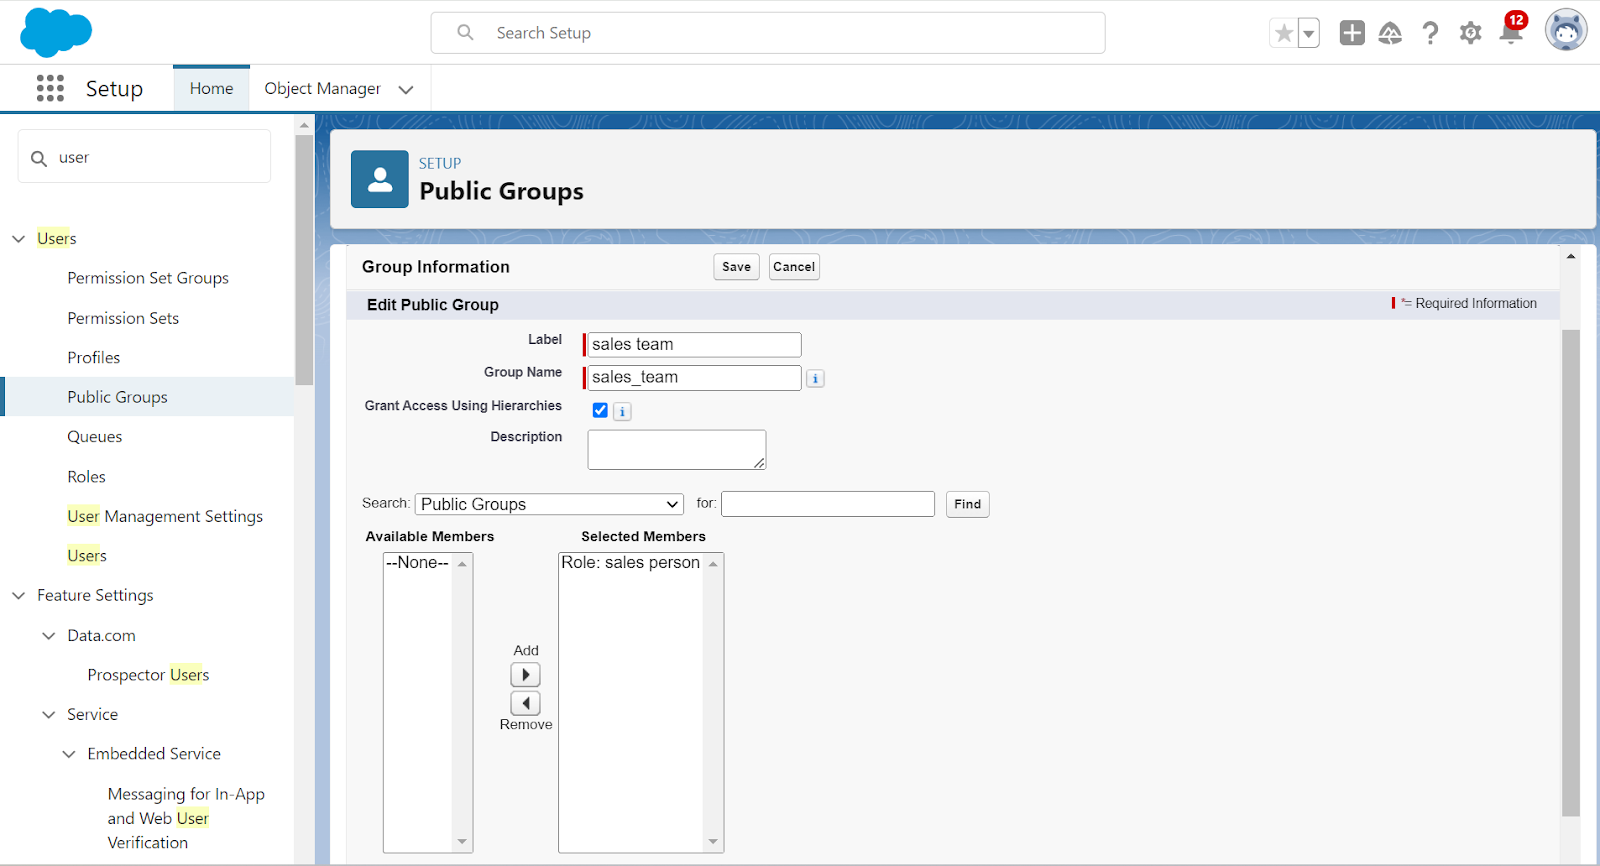 Search Setup
12
Setup
Home
Object Manager
user
Users
Permission Set Groups
Permission Sets
Profiles
Public Groups
Queues
Roles
User Management Settings
Users
Feature Settings
Data.com
Prospector Users
Service
Embedded Service
Messaging for In-App
and Web User
Verification
SETUP
Public Groups
Group Information
Save
Cancel
Edit Public Group
*= Required Information
Label
sales team
Group Name
sales_team
i
Grant Access Using Hierarchies
i
Description
Search:
Public Groups
for:
Find
Available Members
Selected Members
--None--
Role: sales person
Add
Remove